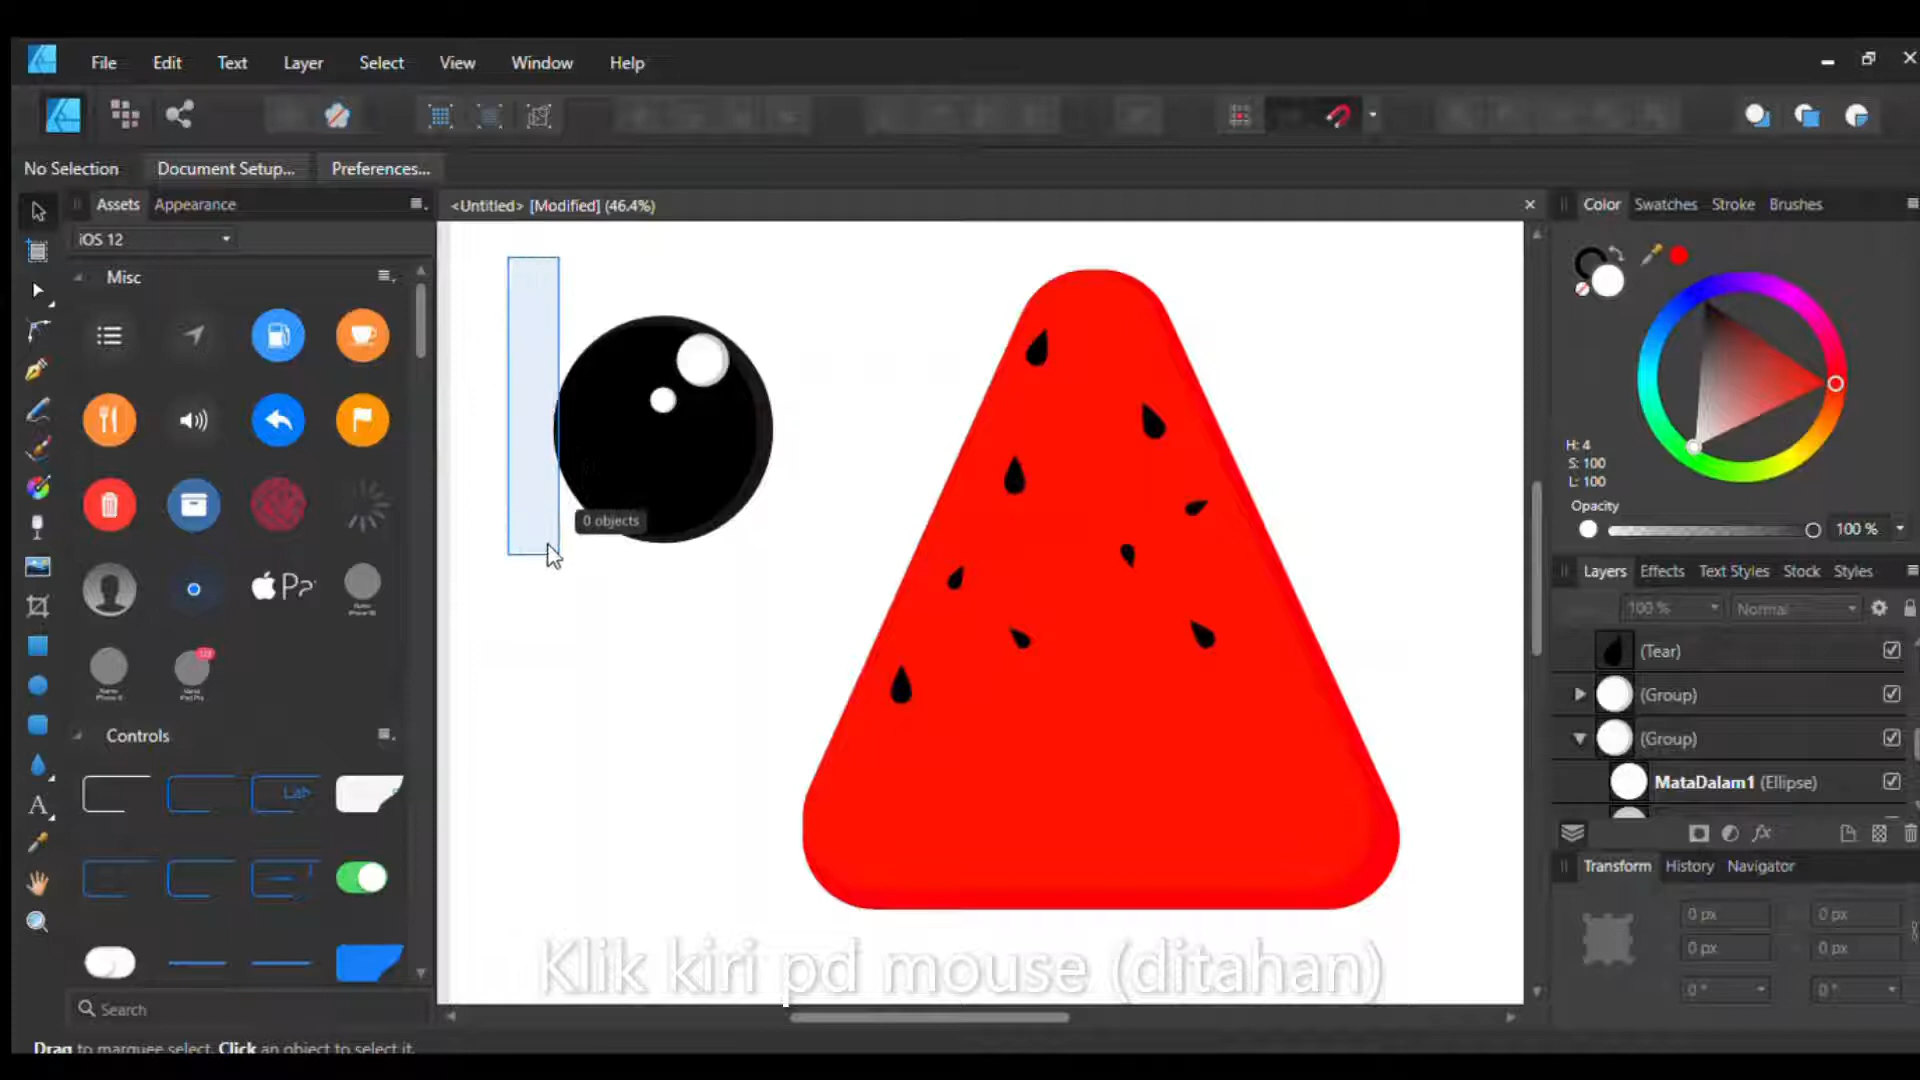 File Edit Text Layer Select View Window Help
No Selection Document Setup... Preferences...
Assets Appearance
<Untitled> [Modified] (46.4%)
Color Swatches Stroke Brushes
iOS 12
Misc
H: 4
S: 100
L: 100
Opacity
100 %
0 objects
Layers Effects Text Styles Stock Styles
100 % Normal
(Tear)
(Group)
(Group)
MataDalam1 (Ellipse)
Controls
Transform History Navigator
0 px 0 px
0 px 0 px
0 ° 0 °
Klik kiri pd mouse (ditahan)
Search
Drag to marquee select. Click an object to select it.